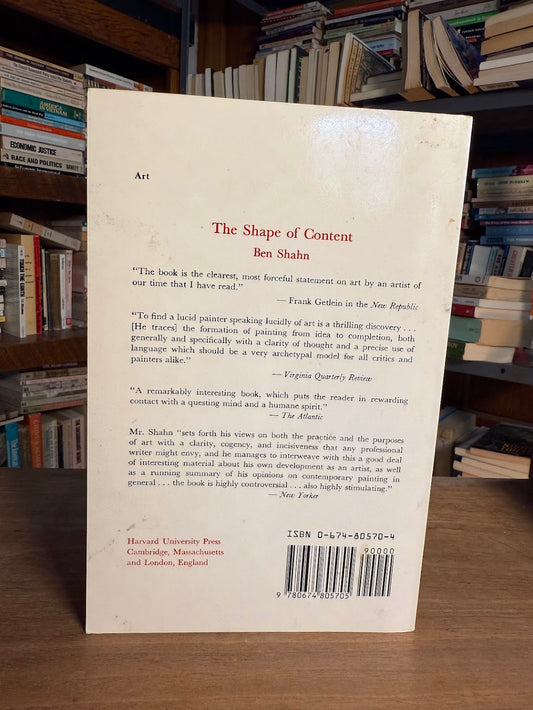 AMERICA
IN VIETNAM
ECONOMIC JUSTICE
RACE AND POLITICS
Art
The Shape of Content
Ben Shahn
“The book is the clearest, most forceful statement on art by an artist of
our time that I have read.”
— Frank Getlein in the New Republic
“To find a lucid painter speaking lucidly of art is a thrilling discovery . . .
[He traces] the formation of painting from idea to completion, both
generally and specifically with a clarity of thought and a precise use of
language which should be a very archetypal model for all critics and
painters alike.”
— Virginia Quarterly Review
“A remarkably interesting book, which puts the reader in rewarding
contact with a questing mind and a humane spirit.”
— The Atlantic
Mr. Shahn “sets forth his views on both the practice and the purposes
of art with a clarity, cogency, and incisiveness that any professional
writer might envy, and he manages to interweave with this a good deal
of interesting material about his own development as an artist, as well
as a running summary of his opinions on contemporary painting in
general . . . the book is highly controversial . . . also highly stimulating.”
— New Yorker
Harvard University Press
Cambridge, Massachusetts
and London, England
ISBN 0-674-80570-4
90000
9 780674 805705